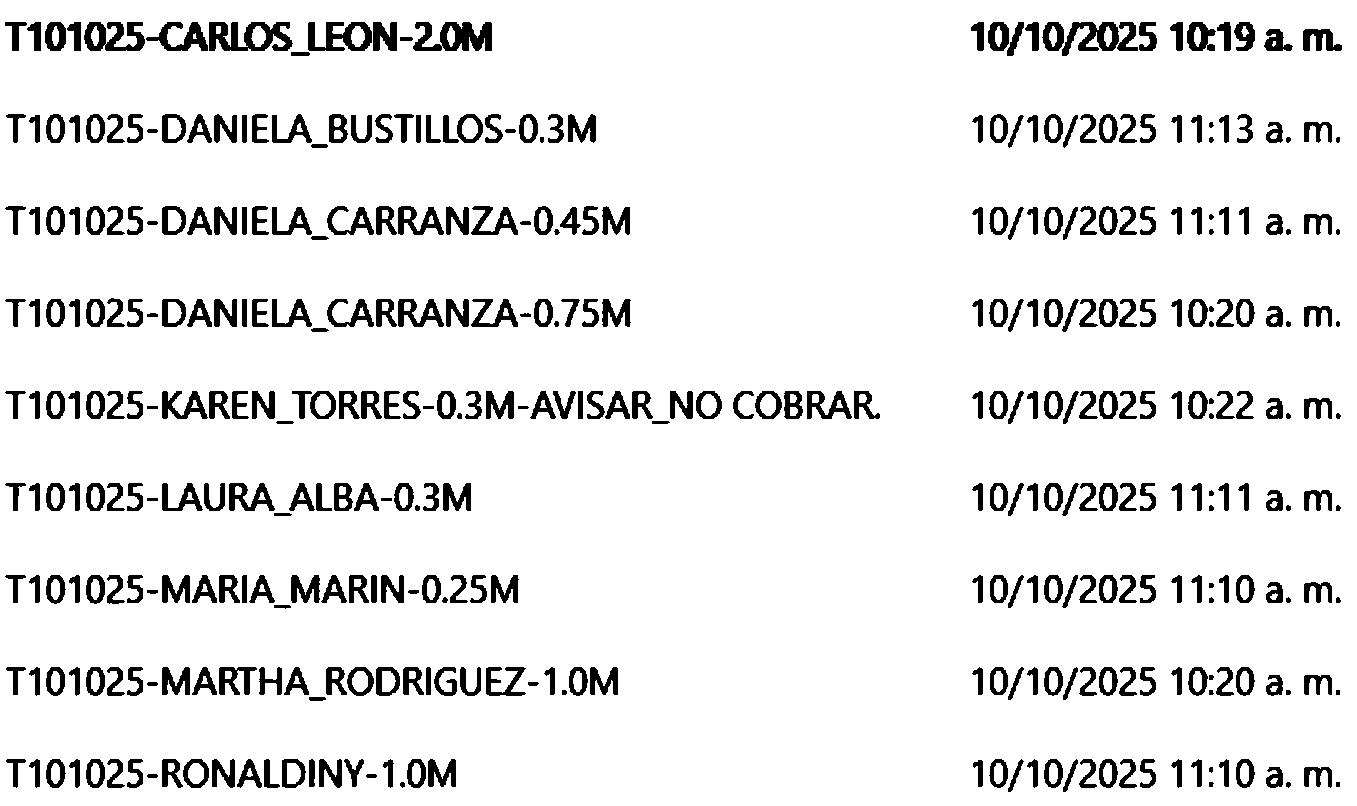 T101025-CARLOS_LEON-2.0M 10/10/2025 10:19 a. m.
T101025-DANIELA_BUSTILLOS-0.3M 10/10/2025 11:13 a. m.
T101025-DANIELA_CARRANZA-0.45M 10/10/2025 11:11 a. m.
T101025-DANIELA_CARRANZA-0.75M 10/10/2025 10:20 a. m.
T101025-KAREN_TORRES-0.3M-AVISAR_NO COBRAR. 10/10/2025 10:22 a. m.
T101025-LAURA_ALBA-0.3M 10/10/2025 11:11 a. m.
T101025-MARIA_MARIN-0.25M 10/10/2025 11:10 a. m.
T101025-MARTHA_RODRIGUEZ-1.0M 10/10/2025 10:20 a. m.
T101025-RONALDINY-1.0M 10/10/2025 11:10 a. m.